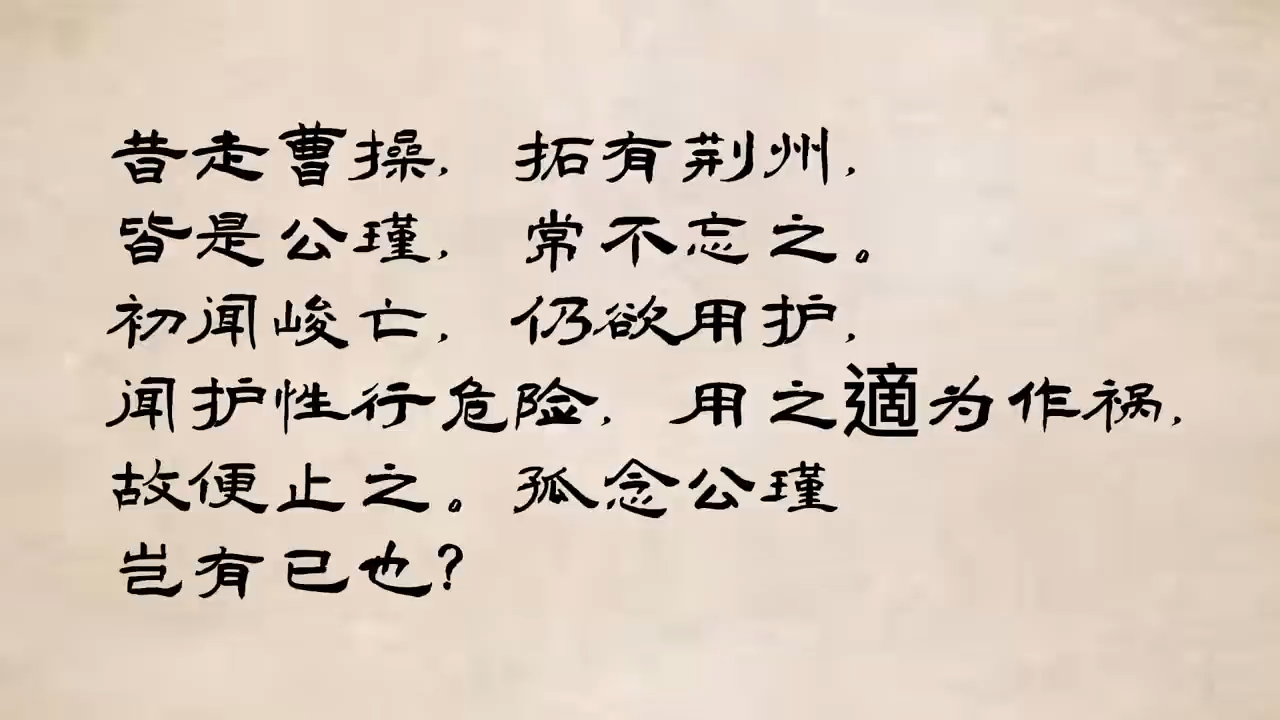 昔走曹操，拓有荆州，
皆是公瑾，常不忘之。
初闻峻亡，仍欲用护，
闻护性行危险，用之適为作祸，
故便止之。孤念公瑾
岂有已也？